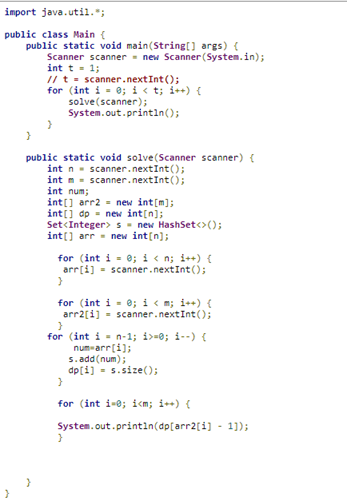 import java.util.*;
public class Main {
public static void main(String[] args) {
Scanner scanner = new Scanner(System.in);
int t = 1;
// t = scanner.nextInt();
for (int i = 0; i < t; i++) {
solve(scanner);
System.out.println();
}
}
public static void solve(Scanner scanner) {
int n = scanner.nextInt();
int m = scanner.nextInt();
int num;
int[] arr2 = new int[m];
int[] dp = new int[n];
Set<Integer> s = new HashSet<>();
int[] arr = new int[n];
for (int i = 0; i < n; i++) {
arr[i] = scanner.nextInt();
}
for (int i = 0; i < m; i++) {
arr2[i] = scanner.nextInt();
}
for (int i = n-1; i>=0; i--) {
num=arr[i];
s.add(num);
dp[i] = s.size();
}
for (int i=0; i<m; i++) {
System.out.println(dp[arr2[i] - 1]);
}
}
}